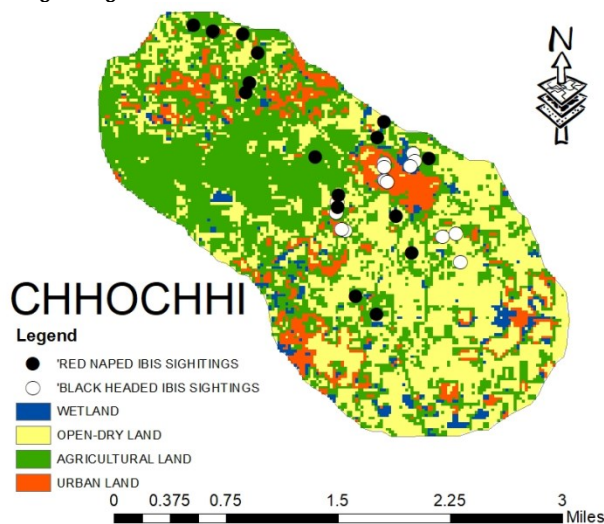 N
CHHOCHHI
Legend
'RED NAPED IBIS SIGHITINGS
'BLACK HEADED IBIS SIGHTINGS
WETLAND
OPEN-DRY LAND
AGRICULTURAL LAND
URBAN LAND
0 0.375 0.75 1.5 2.25 3
Miles